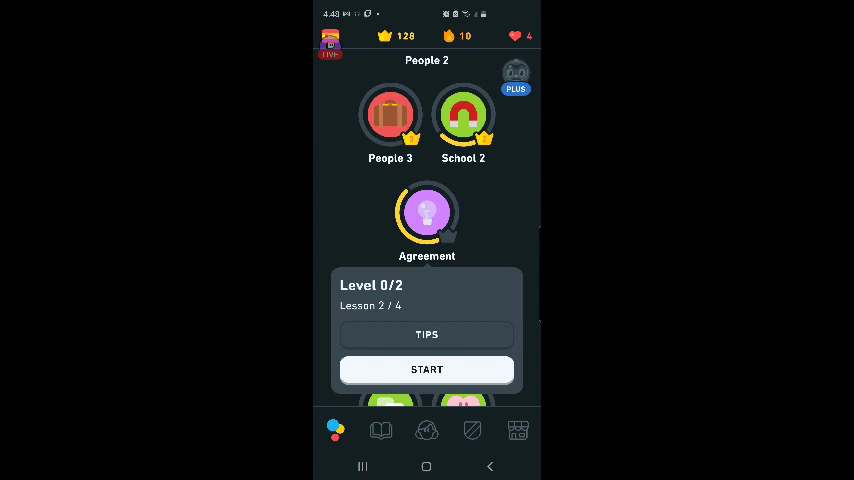 4.48
128
10
4
LIVE
People 2
PLUS
People 3
School 2
Agreement
Level 0/2
Lesson 2 / 4
TIPS
START